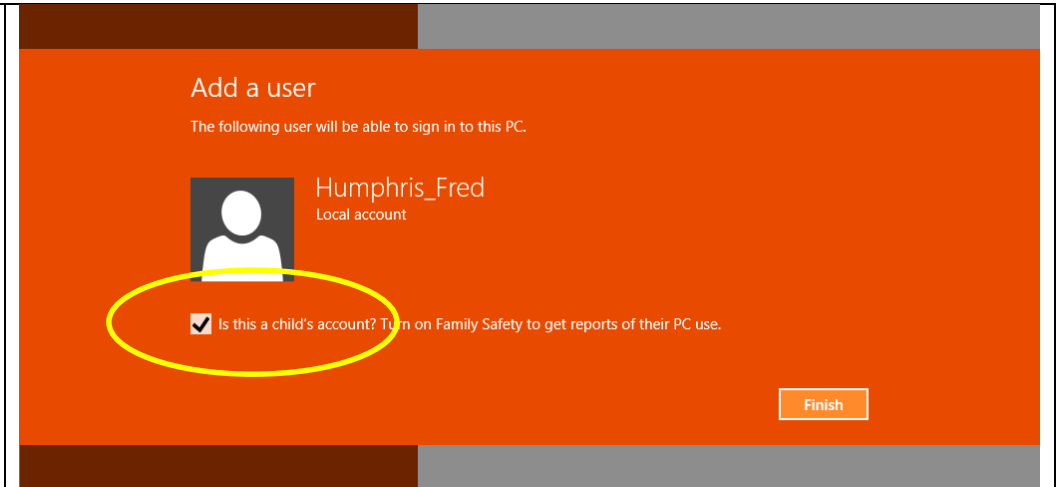 Add a user
The following user will be able to sign in to this PC.
Humphris_Fred
Local account
Is this a child's account? Turn on Family Safety to get reports of their PC use.
Finish